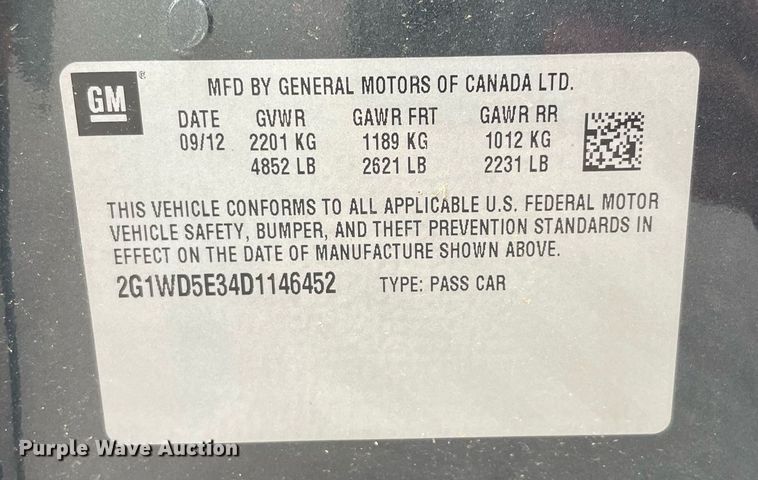 GM®
MFD BY GENERAL MOTORS OF CANADA LTD.
DATE GVWR GAWR FRT GAWR RR
09/12 2201 KG 1189 KG 1012 KG
4852 LB 2621 LB 2231 LB
THIS VEHICLE CONFORMS TO ALL APPLICABLE U.S. FEDERAL MOTOR
VEHICLE SAFETY, BUMPER, AND THEFT PREVENTION STANDARDS IN
EFFECT ON THE DATE OF MANUFACTURE SHOWN ABOVE.
2G1WD5E34D1146452 TYPE: PASS CAR
Purple Wave Auction